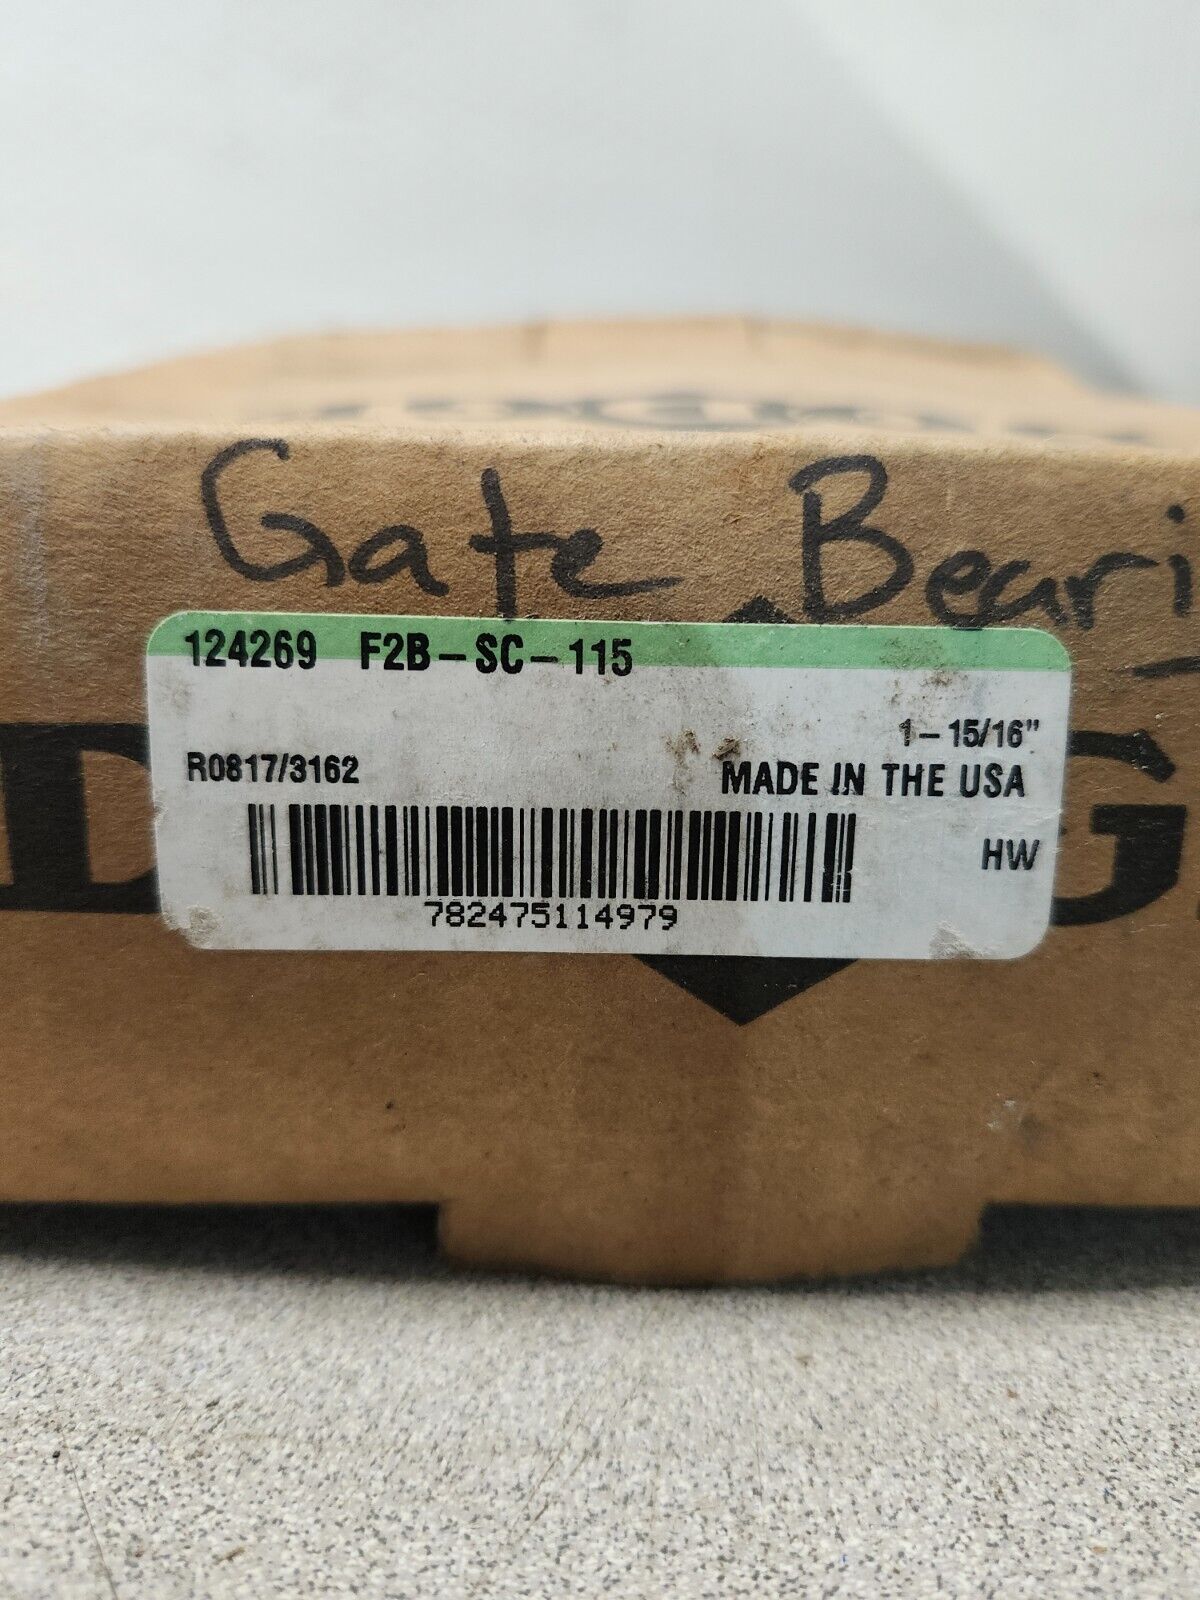 Gate Beari
124269 F2B-SC-115
1-15/16"
R0817/3162 MADE IN THE USA
HW
782475114979
D G